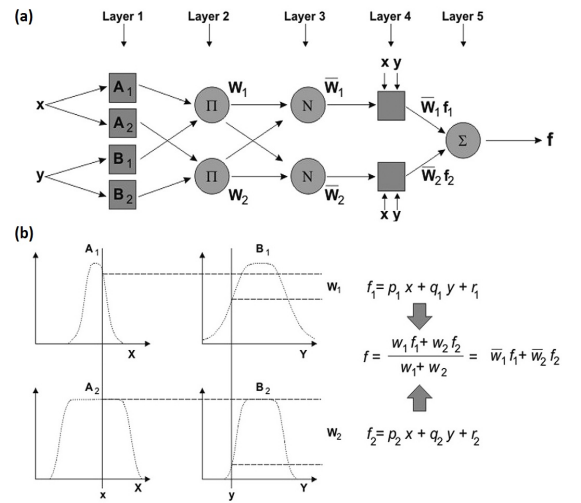 (a)
Layer 1 Layer 2 Layer 3 Layer 4 Layer 5
x y
A₁ W₁ W̅₁ W̅₁ f₁
x Π N
A₂
Σ f
B₁
y Π N
B₂ W₂ W̅₂ W̅₂ f₂
x y
(b)
A₁ B₁
W₁ f₁= p₁ x + q₁ y + r₁
X Y
w₁ f₁+ w₂ f₂
f = = w̅₁ f₁+ w̅₂ f₂
w₁+ w₂
A₂ B₂
W₂ f₂= p₂ x + q₂ y + r₂
x X y Y